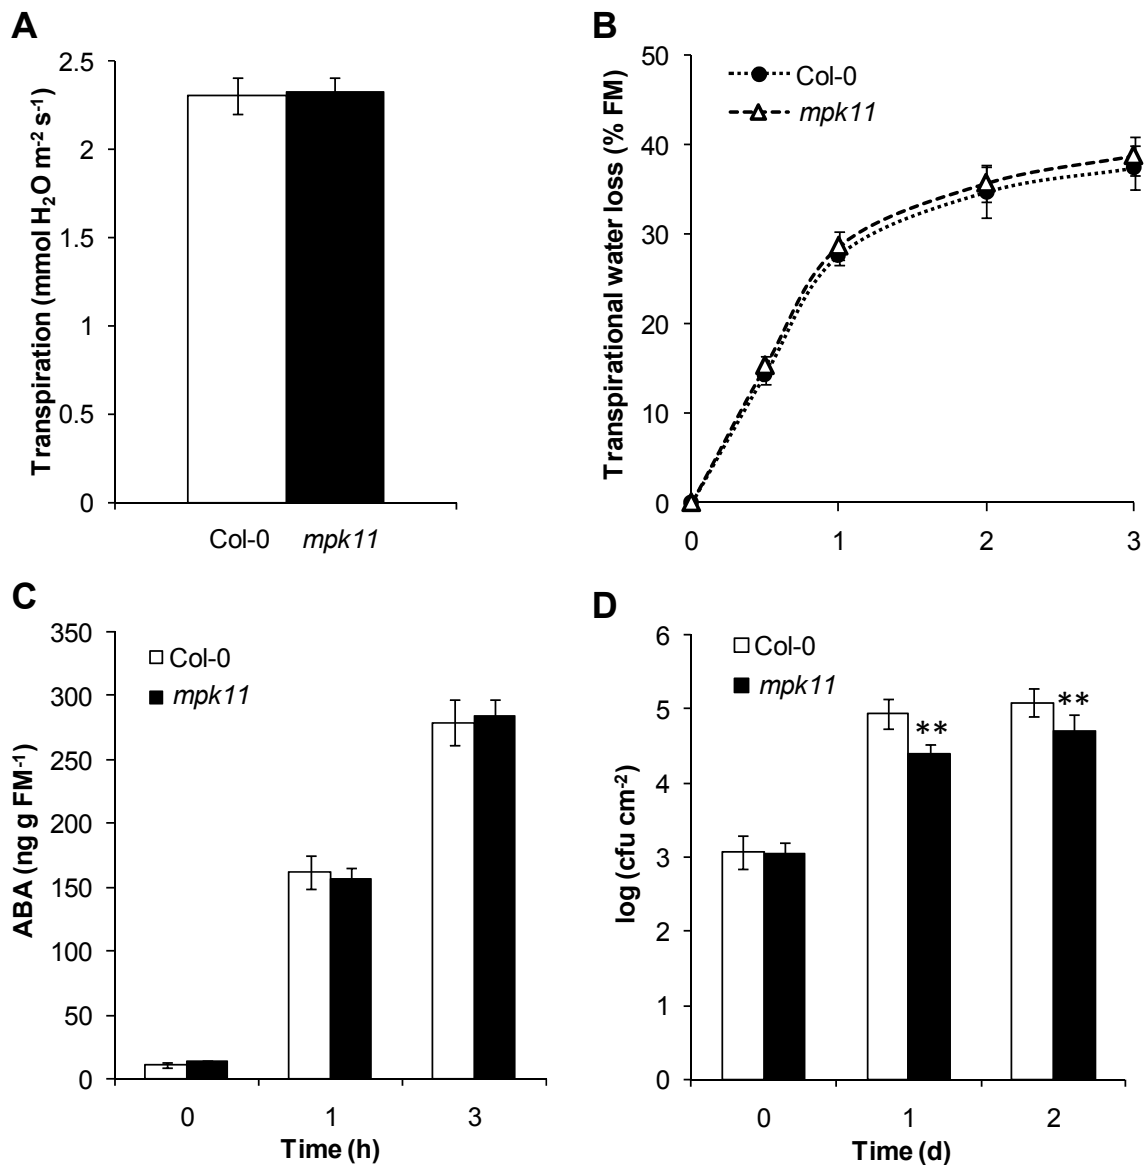 A
Transpiration (mmol H₂O m⁻² s⁻¹)
2.5
2
1.5
1
0.5
0
Col-0 mpk11
B
Transpirational water loss (% FM)
50
40
30
20
10
0
Col-0
mpk11
0 1 2 3
C
ABA (ng g FM⁻¹)
350
300
250
200
150
100
50
0
Col-0
mpk11
0 1 3
Time (h)
D
log (cfu cm⁻²)
6
5
4
3
2
1
0
Col-0
mpk11
**
**
0 1 2
Time (d)